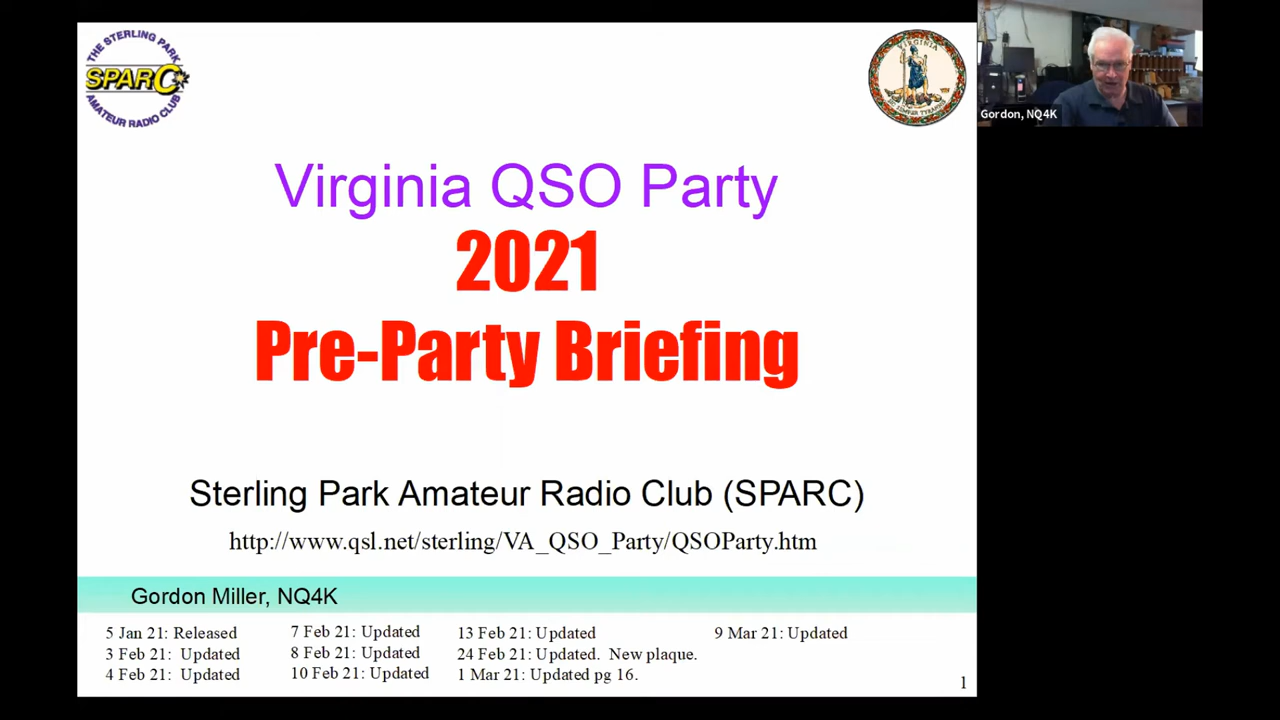 THE STERLING PARK
SPARC
AMATEUR RADIO CLUB
VIRGINIA
Gordon, NQ4K
Virginia QSO Party
2021
Pre-Party Briefing
Sterling Park Amateur Radio Club (SPARC)
http://www.qsl.net/sterling/VA_QSO_Party/QSOParty.htm
Gordon Miller, NQ4K
5 Jan 21: Released
3 Feb 21: Updated
4 Feb 21: Updated
7 Feb 21: Updated
8 Feb 21: Updated
10 Feb 21: Updated
13 Feb 21: Updated
24 Feb 21: Updated. New plaque.
1 Mar 21: Updated pg 16.
9 Mar 21: Updated
1